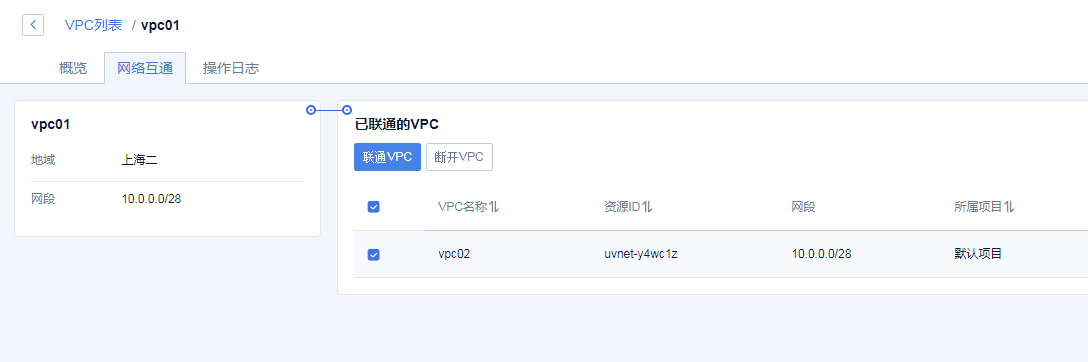 VPC列表 / vpc01
概览 网络互通 操作日志
vpc01
地域 上海二
网段 10.0.0.0/28
已联通的VPC
联通VPC 断开VPC
VPC名称 资源ID 网段 所属项目
vpc02 uvnet-y4wc1z 10.0.0.0/28 默认项目